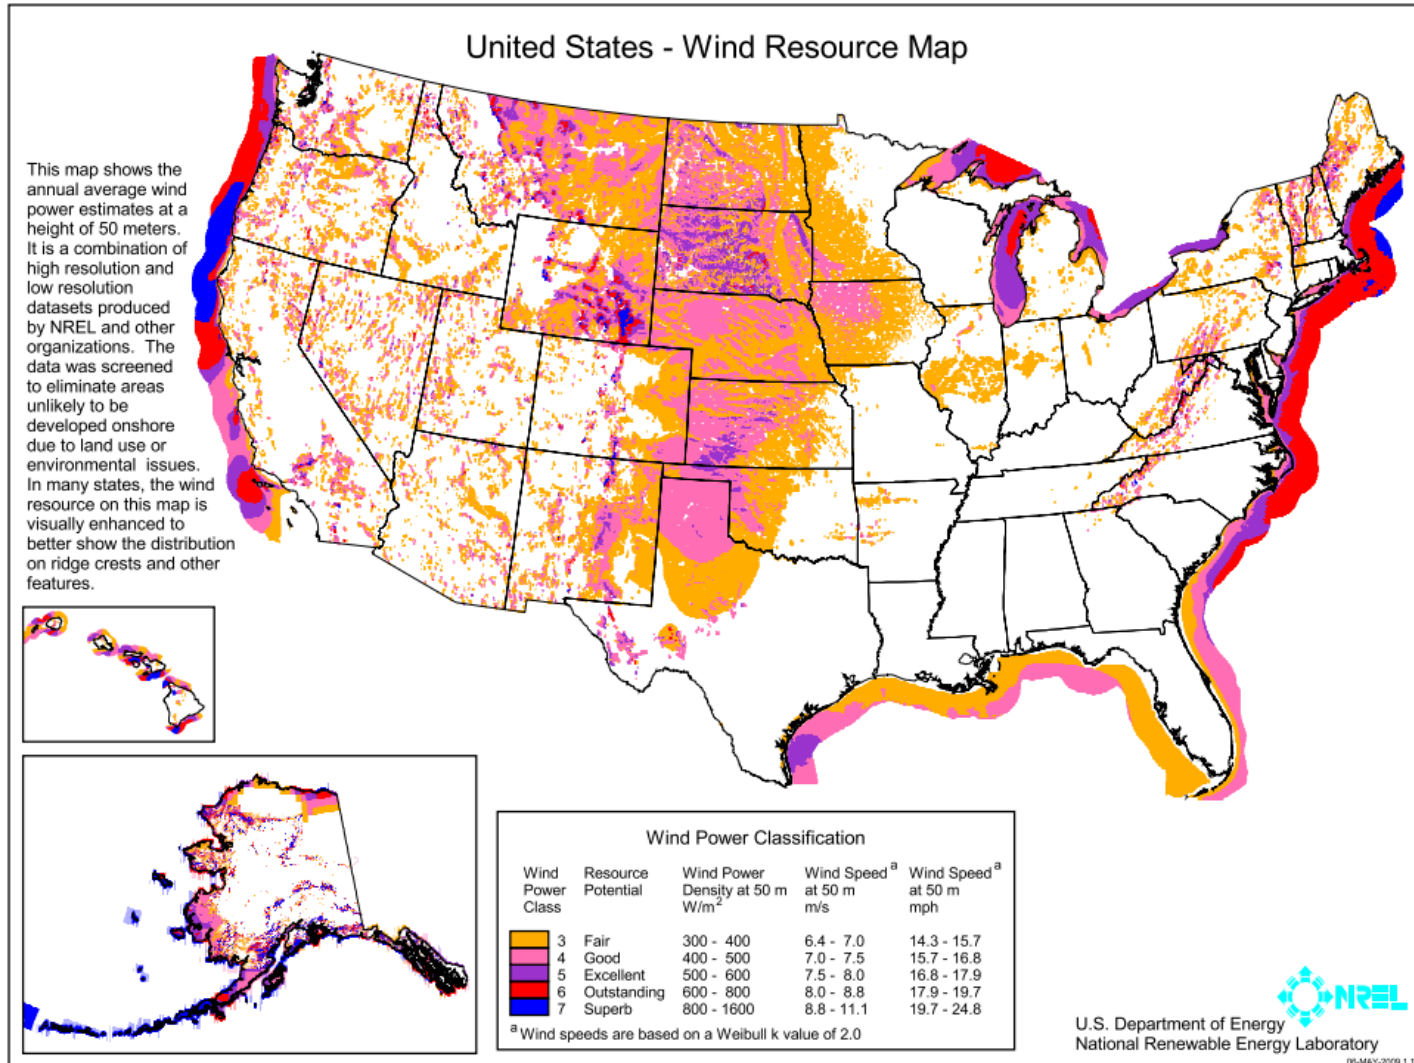 United States - Wind Resource Map
This map shows the
annual average wind
power estimates at a
height of 50 meters.
It is a combination of
high resolution and
low resolution
datasets produced
by NREL and other
organizations. The
data was screened
to eliminate areas
unlikely to be
developed onshore
due to land use or
environmental issues.
In many states, the wind
resource on this map is
visually enhanced to
better show the distribution
on ridge crests and other
features.
Wind Power Classification
Wind Power Class
Resource Potential
Wind Power Density at 50 m W/m²
Wind Speed a at 50 m m/s
Wind Speed a at 50 m mph
3 Fair 300 - 400 6.4 - 7.0 14.3 - 15.7
4 Good 400 - 500 7.0 - 7.5 15.7 - 16.8
5 Excellent 500 - 600 7.5 - 8.0 16.8 - 17.9
6 Outstanding 600 - 800 8.0 - 8.8 17.9 - 19.7
7 Superb 800 - 1600 8.8 - 11.1 19.7 - 24.8
a Wind speeds are based on a Weibull k value of 2.0
NREL
U.S. Department of Energy
National Renewable Energy Laboratory